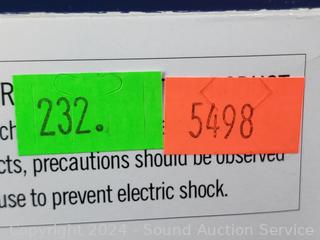 232.
5498
cts, precautions should be observed
use to prevent electric shock.
Copyright 2024 - Sound Auction Service